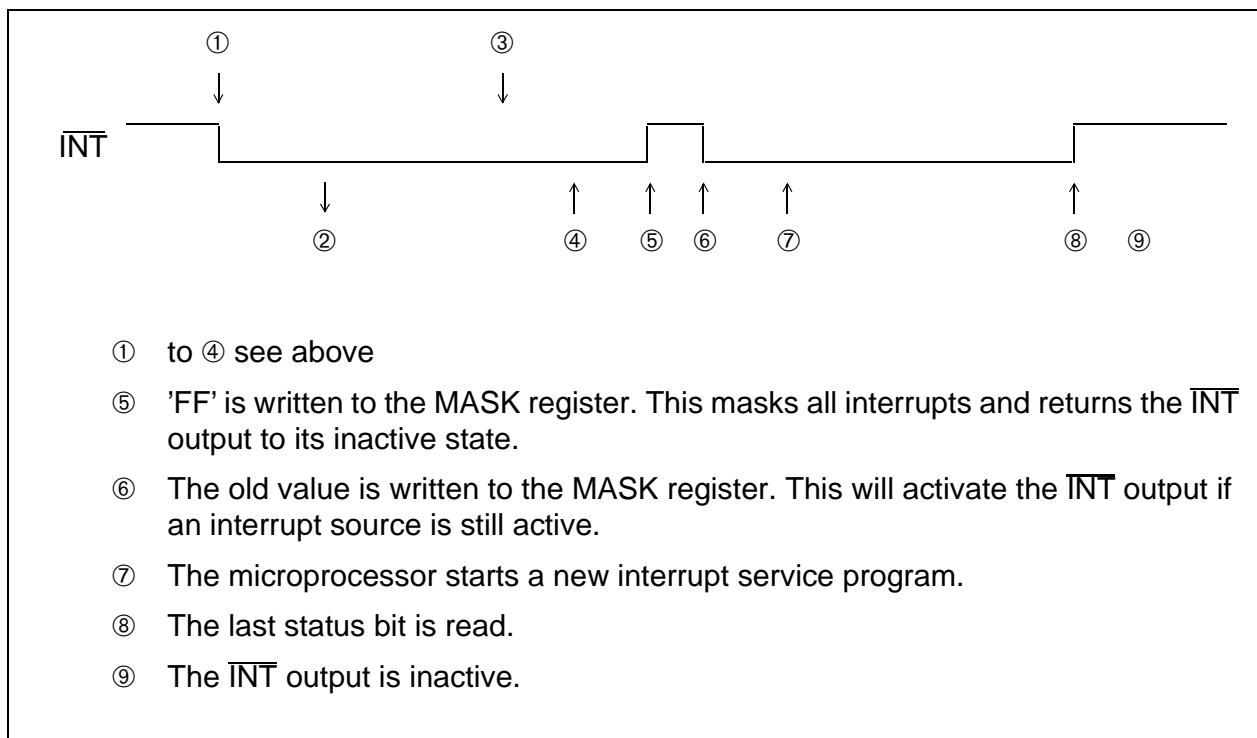 ① ③
INT
② ④ ⑤ ⑥ ⑦ ⑧ ⑨
① to ④ see above
⑤ ’FF’ is written to the MASK register. This masks all interrupts and returns the INT
output to its inactive state.
⑥ The old value is written to the MASK register. This will activate the INT output if
an interrupt source is still active.
⑦ The microprocessor starts a new interrupt service program.
⑧ The last status bit is read.
⑨ The INT output is inactive.